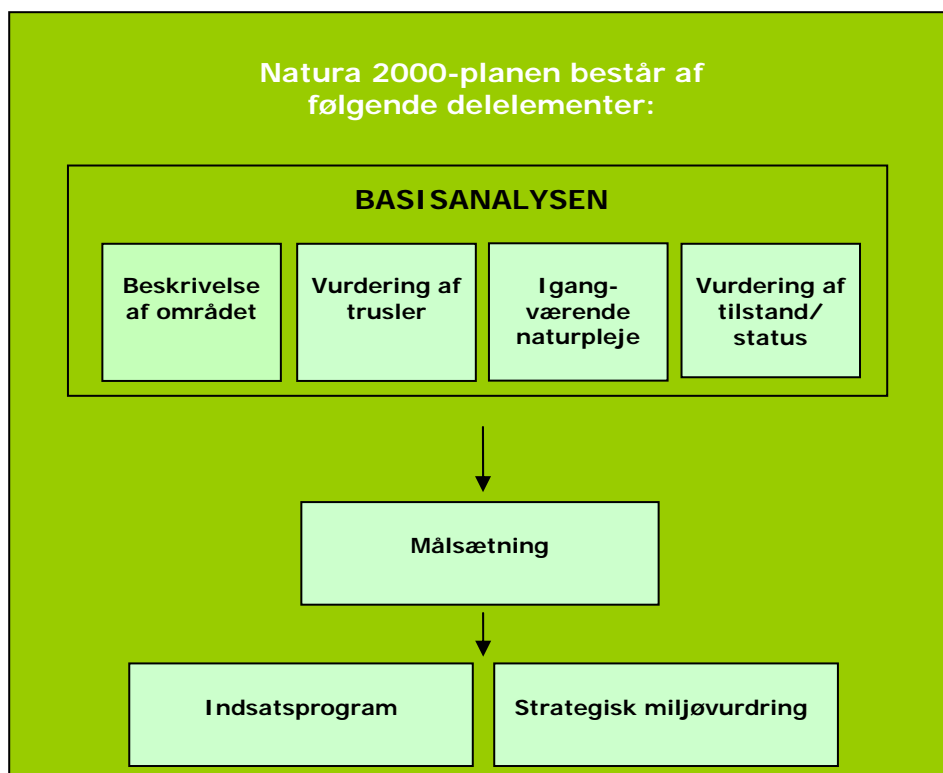 Natura 2000-planen består af
følgende delelementer:
BASISANALYSEN
Beskrivelse
af området
Vurdering af
trusler
Igang-
værende
naturpleje
Vurdering af
tilstand/
status
Målsætning
Indsatsprogram
Strategisk miljøvurdring